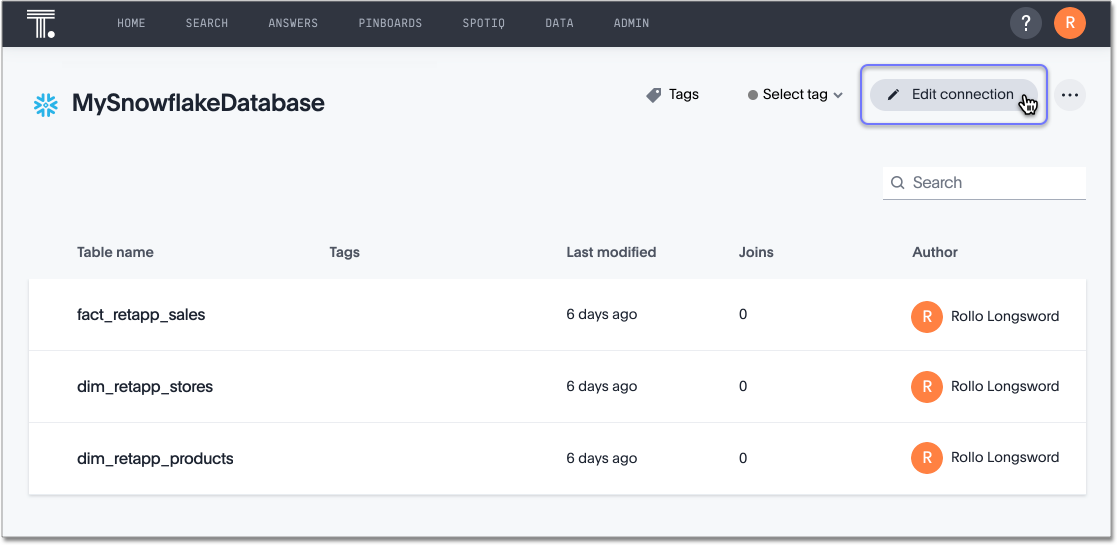 T. HOME SEARCH ANSWERS PINBOARDS SPOTIQ DATA ADMIN ? R
MySnowflakeDatabase Tags Select tag Edit connection ...
Search
Table name Tags Last modified Joins Author
fact_retapp_sales 6 days ago 0 R Rollo Longsword
dim_retapp_stores 6 days ago 0 R Rollo Longsword
dim_retapp_products 6 days ago 0 R Rollo Longsword